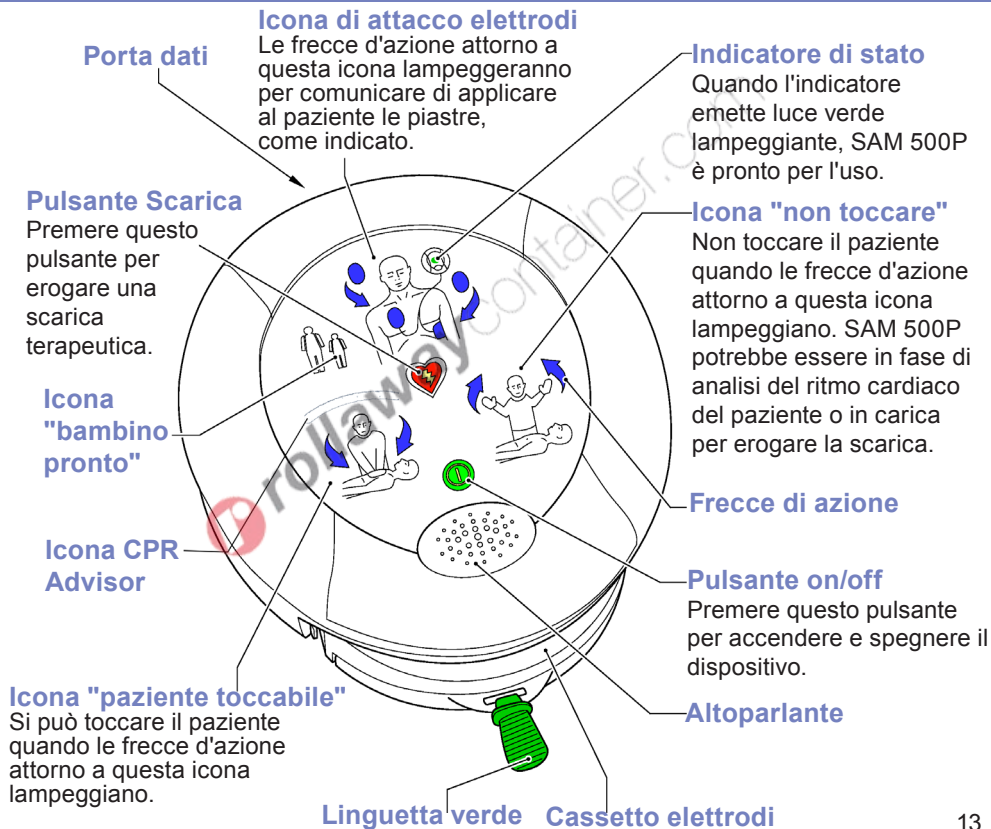 Icona di attacco elettrodi
Le frecce d'azione attorno a
questa icona lampeggeranno
per comunicare di applicare
al paziente le piastre,
come indicato.
Porta dati
Indicatore di stato
Quando l'indicatore
emette luce verde
lampeggiante, SAM 500P
è pronto per l'uso.
Pulsante Scarica
Premere questo
pulsante per
erogare una
scarica
terapeutica.
Icona "non toccare"
Non toccare il paziente
quando le frecce d'azione
attorno a questa icona
lampeggiano. SAM 500P
potrebbe essere in fase di
analisi del ritmo cardiaco
del paziente o in carica
per erogare la scarica.
Icona
"bambino
pronto"
Frecce di azione
Icona CPR
Advisor
Pulsante on/off
Premere questo pulsante
per accendere e spegnere il
dispositivo.
Icona "paziente toccabile"
Si può toccare il paziente
quando le frecce d'azione
attorno a questa icona
lampeggiano.
Altoparlante
Linguetta verde
Cassetto elettrodi
13
rollawaycontainer.com